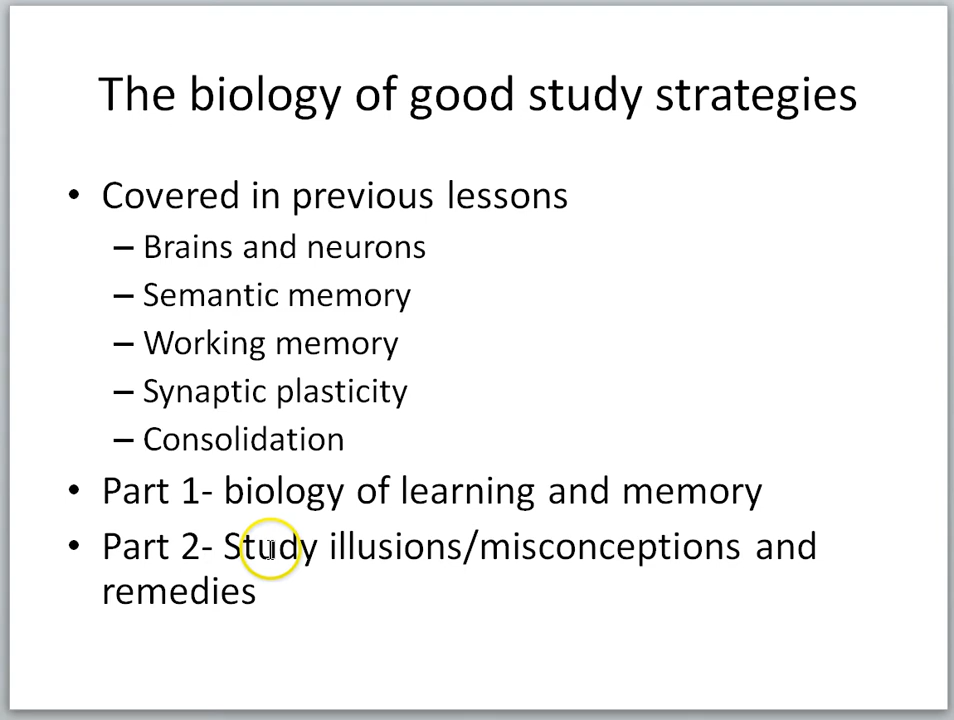 The biology of good study strategies
• Covered in previous lessons
– Brains and neurons
– Semantic memory
– Working memory
– Synaptic plasticity
– Consolidation
• Part 1- biology of learning and memory
• Part 2- Study illusions/misconceptions and
remedies